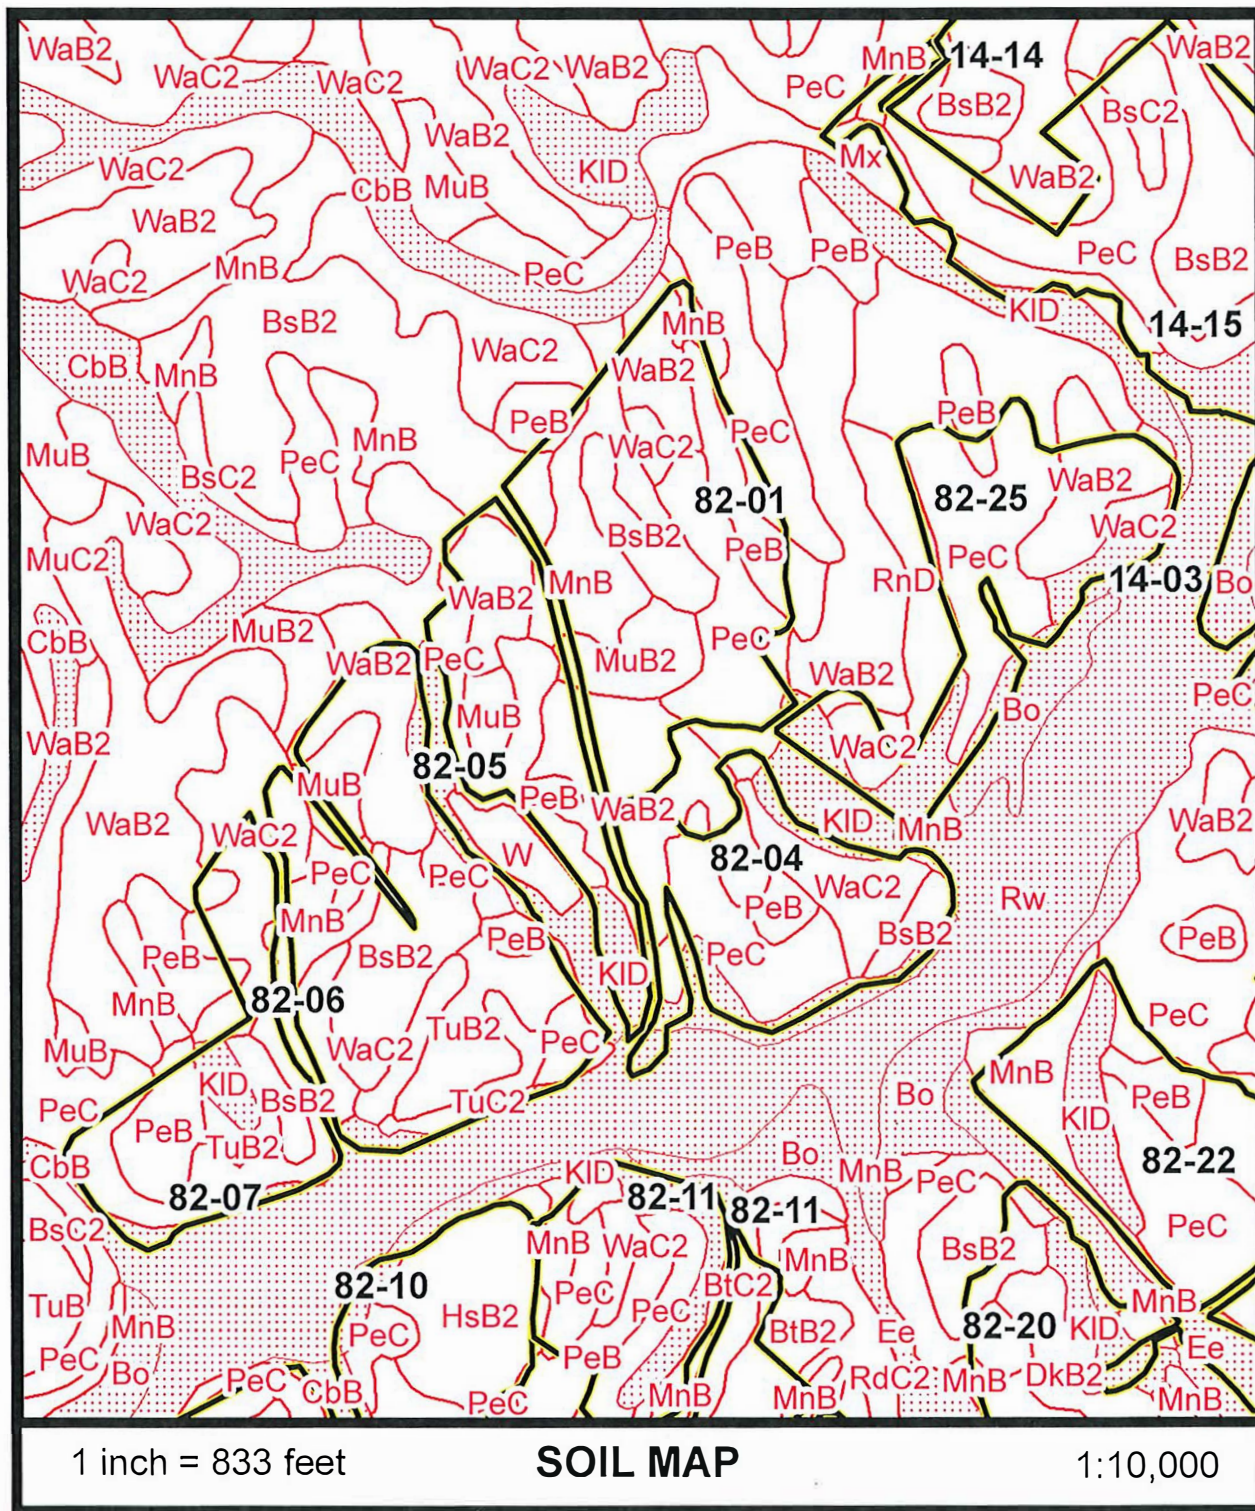 WaB2
WaC2
WaC2
WaC2
WaB2
MnB
14-14
WaB2
PeC
BsB2
BsC2
WaB2
WaC2
CbB
MuB
KID
Mx
WaB2
WaB2
MnB
WaC2
PeC
PeB
PeB
PeC
BsB2
BsB2
KID
14-15
MnB
WaC2
CbB
MnB
WaB2
PeB
PeC
PeB
MuB
BsC2
PeC
MnB
WaC2
82-01
82-25
WaB2
WaC2
BsB2
PeB
WaC2
MuC2
WaB2
MnB
RnD
PeC
14-03
Bo
CbB
MuB2
WaB2
PeC
MuB2
PeC
WaB2
Bo
PeC
WaB2
MuB
82-05
WaC2
MuB
PeB
WaB2
KID
MnB
WaB2
WaB2
WaC2
PeC
PeC
W
82-04
WaC2
PeB
Rw
MnB
BsB2
PeB
BsB2
PeB
PeB
MnB
82-06
KID
PeC
PeC
MuB
WaC2
TuB2
PeC
MnB
KID
BsB2
TuC2
Bo
KID
PeB
PeC
PeB
TuB2
CbB
82-07
KID
Bo
MnB
PeC
82-22
82-11
82-11
BsC2
MnB
WaC2
MnB
BsB2
PeC
82-10
HsB2
PeC
PeC
BtC2
MnB
TuB
MnB
PeC
BtB2
Ee
82-20
KID
Ee
PeC
Bo
PeC
CbB
PeC
PeB
MnB
MnB
RdC2
MnB
DkB2
MnB
1 inch = 833 feet
SOIL MAP
1:10,000